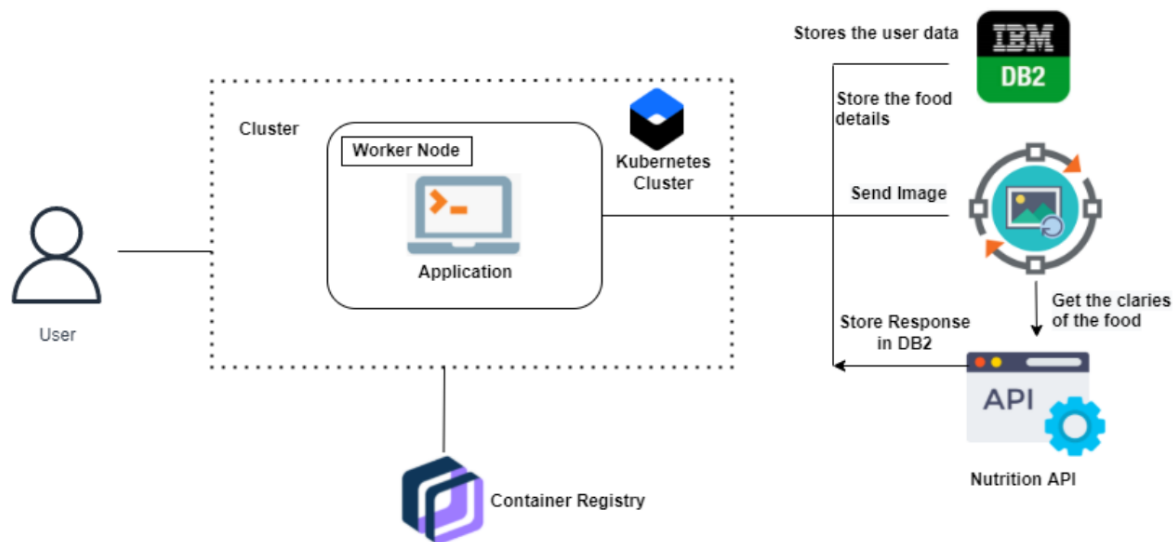 Stores the user data
IBM
DB2
Store the food
details
Cluster
Worker Node
Kubernetes
Cluster
Send Image
Application
User
Get the claries
of the food
Store Response
in DB2
API
Nutrition API
Container Registry